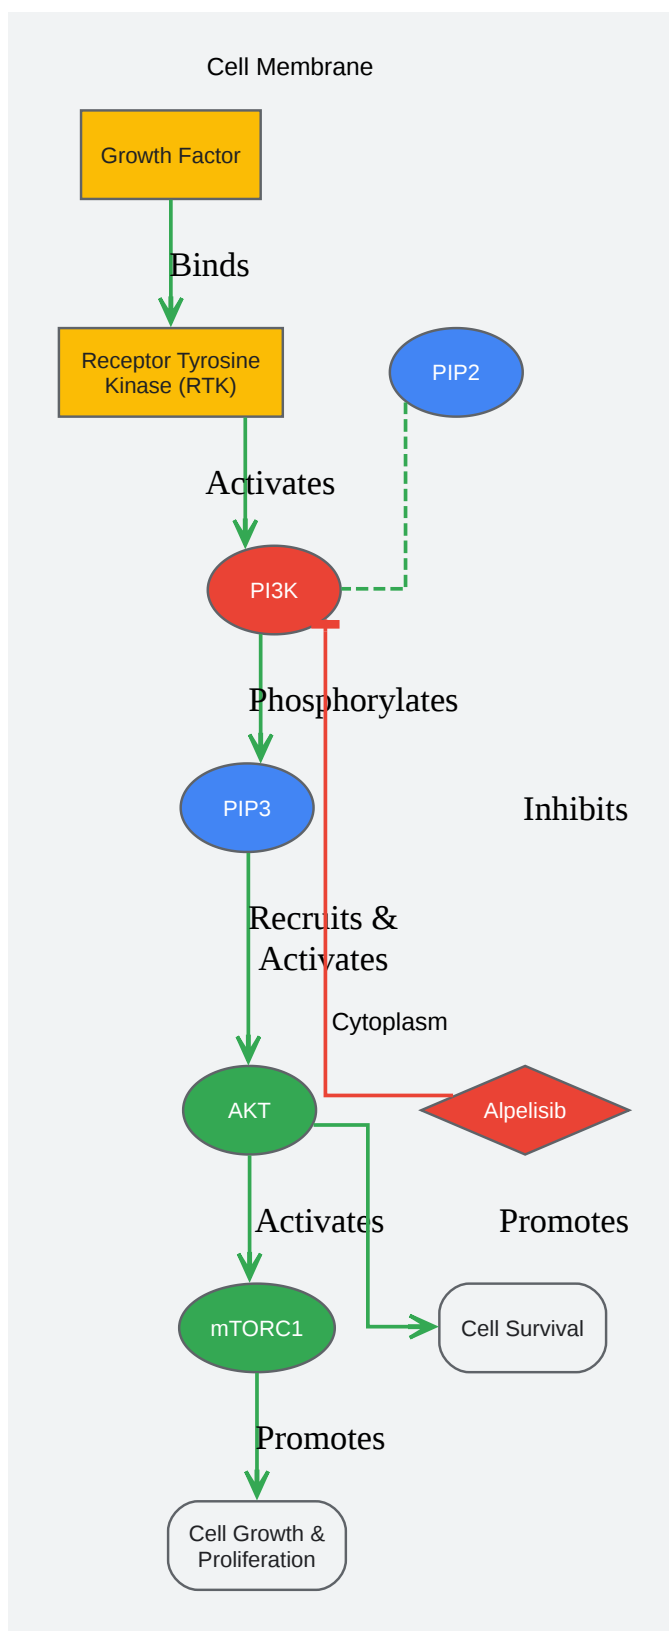 Cell Membrane
Growth Factor
Binds
Receptor Tyrosine
Kinase (RTK)
PIP2
Activates
PI3K
Phosphorylates
PIP3
Inhibits
Recruits &
Activates
Cytoplasm
AKT
Alpelisib
Activates
Promotes
mTORC1
Cell Survival
Promotes
Cell Growth &
Proliferation